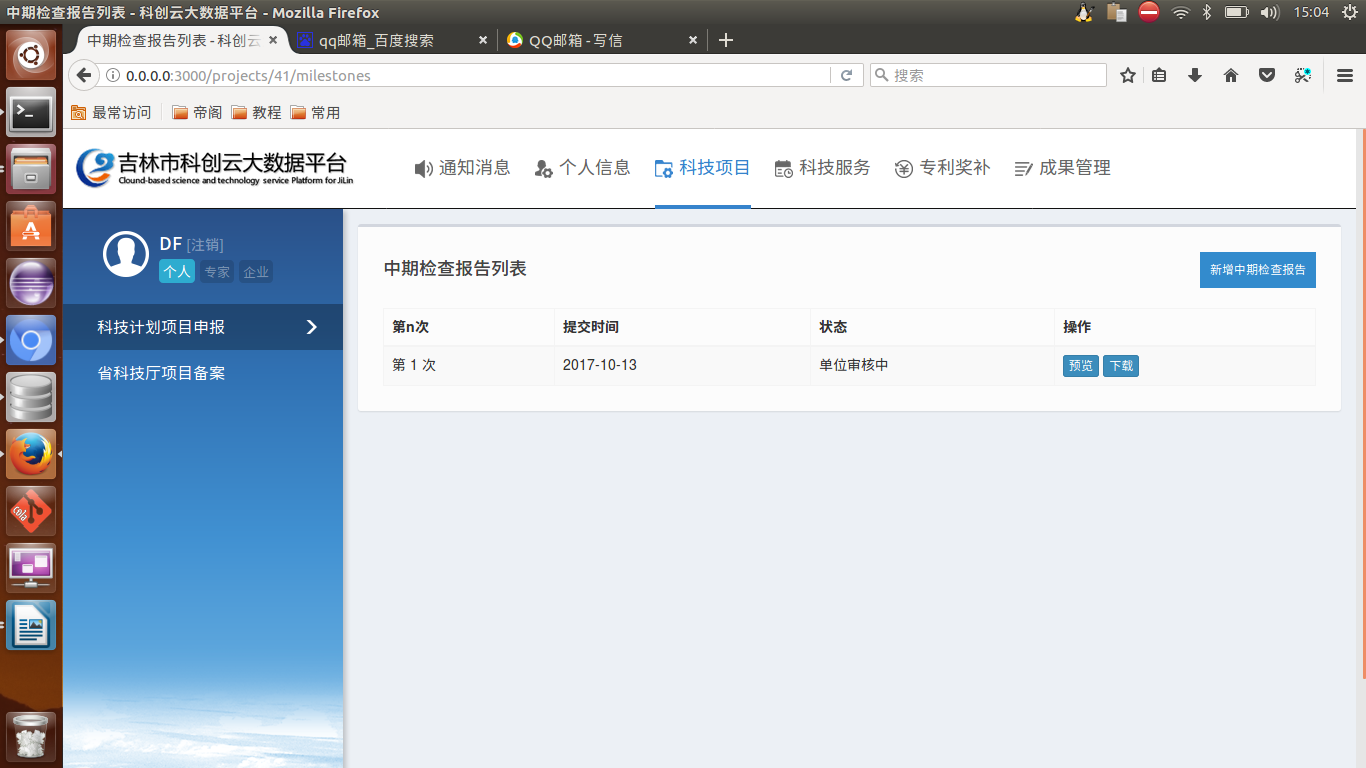 中期检查报告列表 - 科创云大数据平台 - Mozilla Firefox
15:04
中期检查报告列表 - 科创云
qq邮箱_百度搜索
QQ邮箱 - 写信
0.0.0.0:3000/projects/41/milestones
搜索
最常访问
帝阁
教程
常用
吉林市科创云大数据平台
Clound-based science and technology service Platform for JiLin
通知消息
个人信息
科技项目
科技服务
专利奖补
成果管理
DF [注销]
个人 专家 企业
科技计划项目申报
省科技厅项目备案
中期检查报告列表
新增中期检查报告
第n次 提交时间 状态 操作
第 1 次 2017-10-13 单位审核中 预览 下载